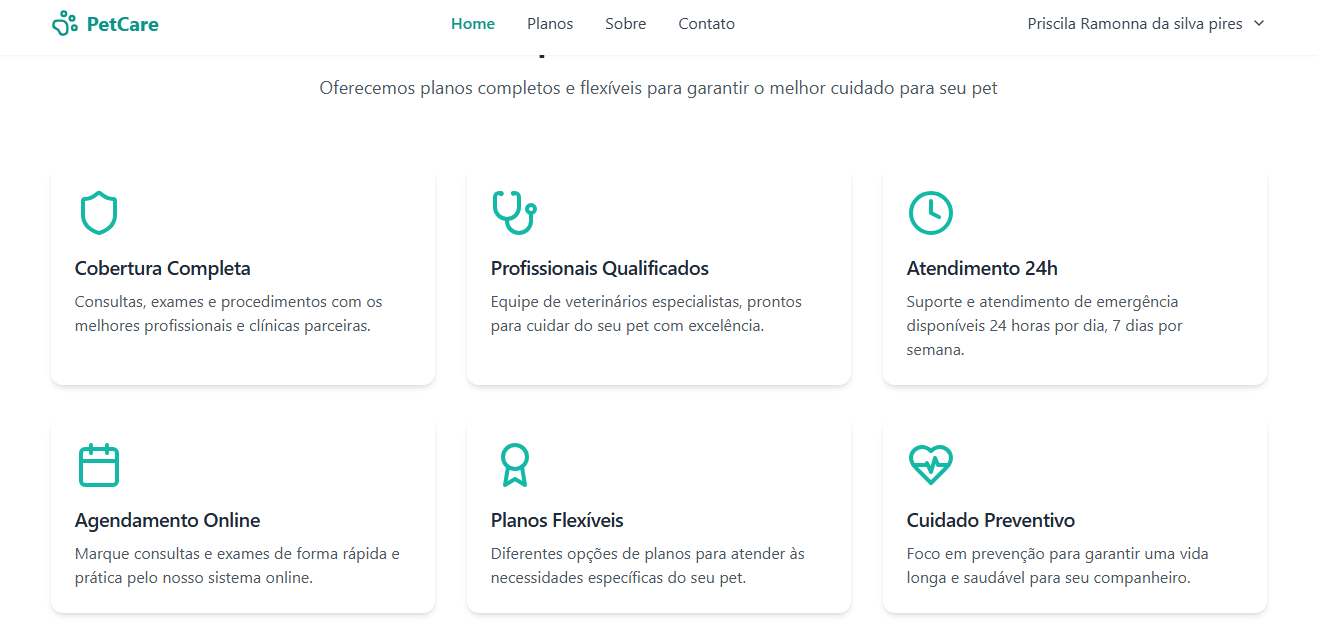 PetCare
Home
Planos
Sobre
Contato
Priscila Ramonna da silva pires
Oferecemos planos completos e flexíveis para garantir o melhor cuidado para seu pet
Cobertura Completa
Consultas, exames e procedimentos com os
melhores profissionais e clínicas parceiras.
Profissionais Qualificados
Equipe de veterinários especialistas, prontos
para cuidar do seu pet com excelência.
Atendimento 24h
Suporte e atendimento de emergência
disponíveis 24 horas por dia, 7 dias por
semana.
Agendamento Online
Marque consultas e exames de forma rápida e
prática pelo nosso sistema online.
Planos Flexíveis
Diferentes opções de planos para atender às
necessidades específicas do seu pet.
Cuidado Preventivo
Foco em prevenção para garantir uma vida
longa e saudável para seu companheiro.